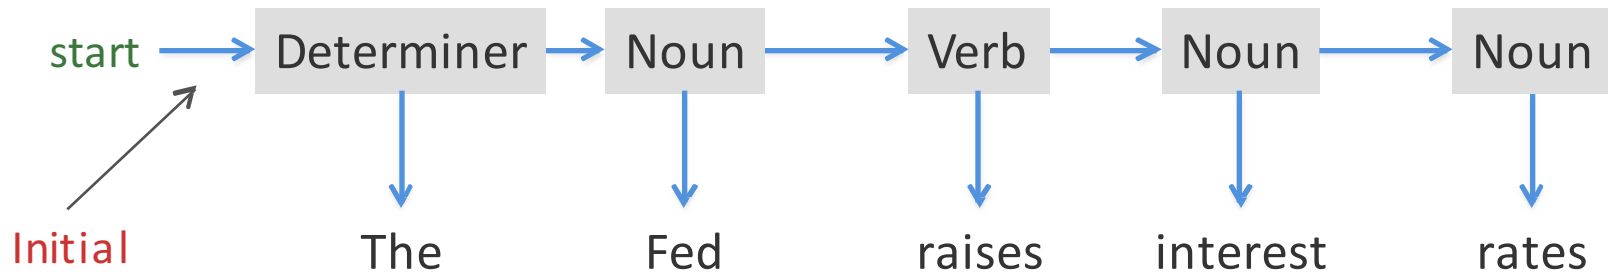 start Determiner Noun Verb Noun Noun
Initial The Fed raises interest rates